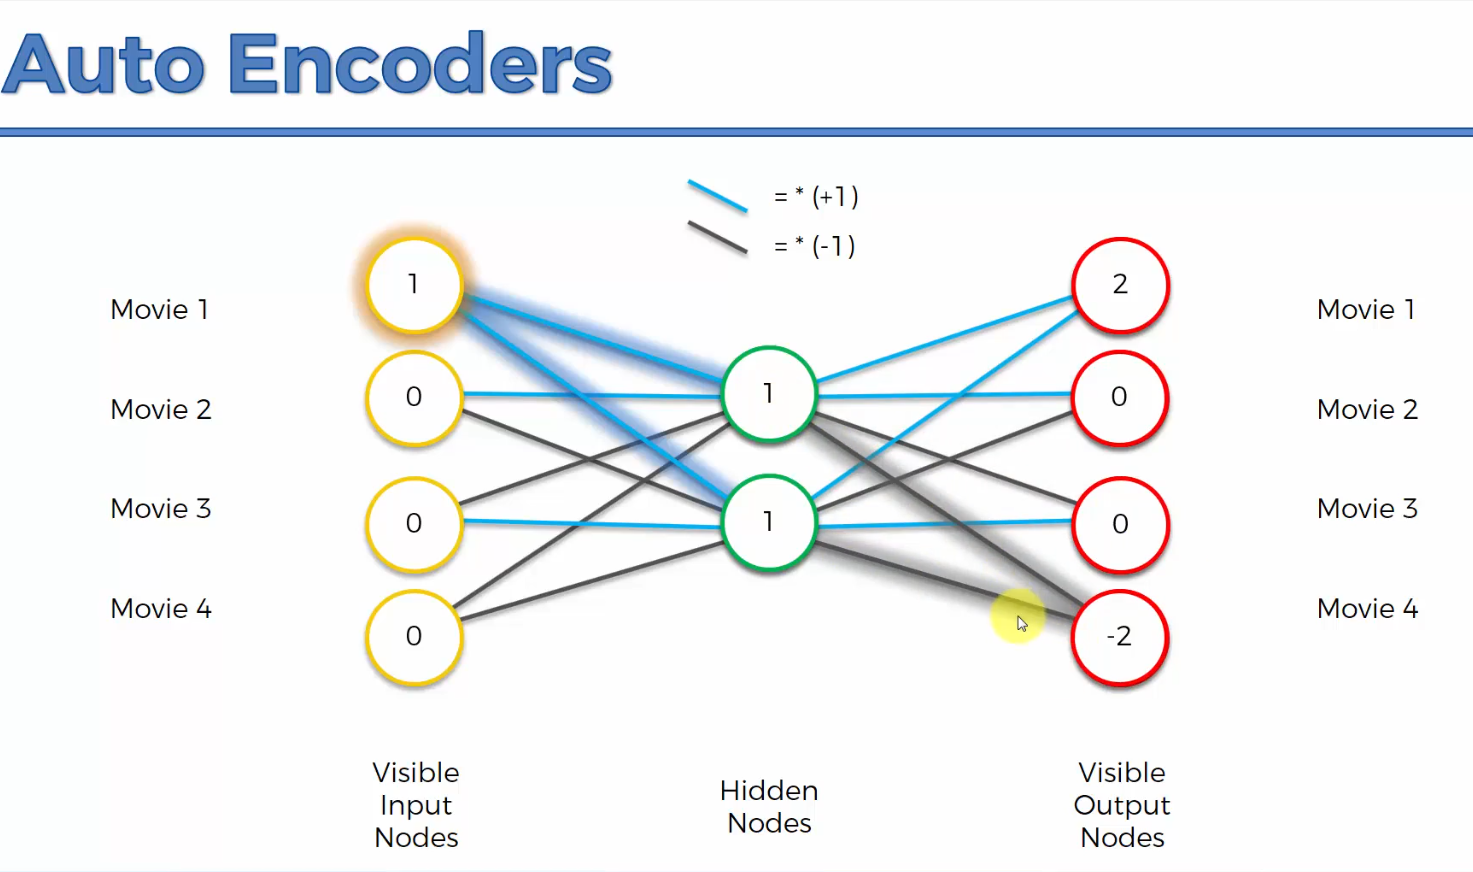 Auto Encoders
= * (+1)
= * (-1)
Movie 1
Movie 2
Movie 3
Movie 4
1
0
0
0
1
1
2
0
0
-2
Movie 1
Movie 2
Movie 3
Movie 4
Visible
Input
Nodes
Hidden
Nodes
Visible
Output
Nodes